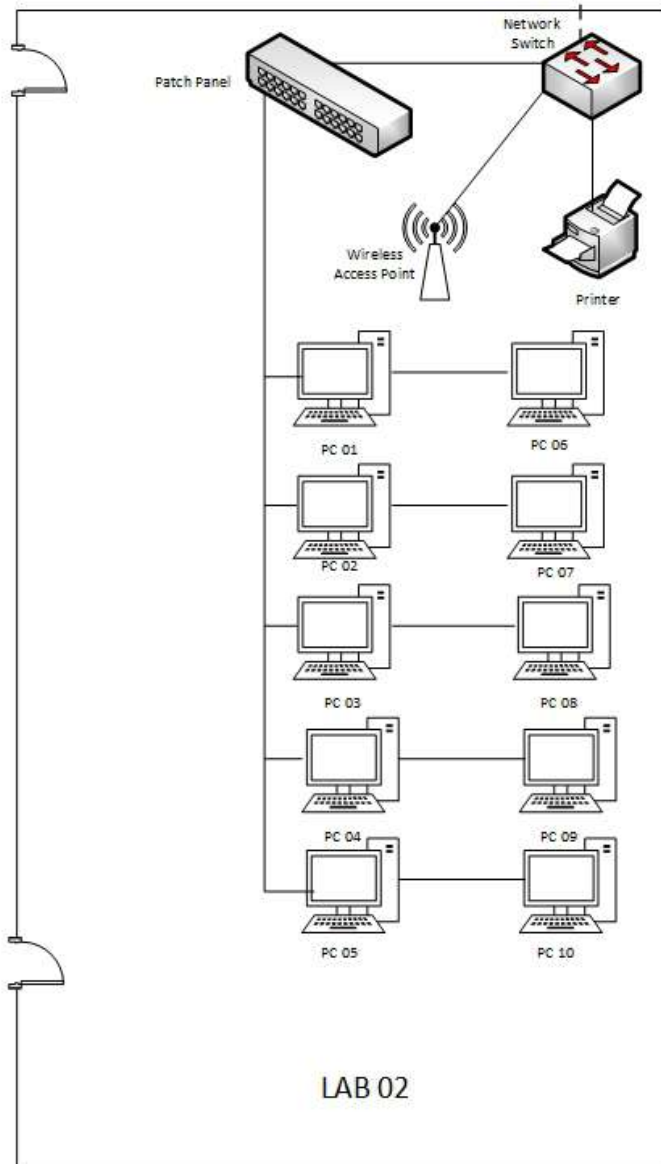 Network
Switch
Patch Panel
Wireless
Access Point
Printer
PC 01
PC 06
PC 02
PC 07
PC 03
PC 08
PC 04
PC 09
PC 05
PC 10
LAB 02